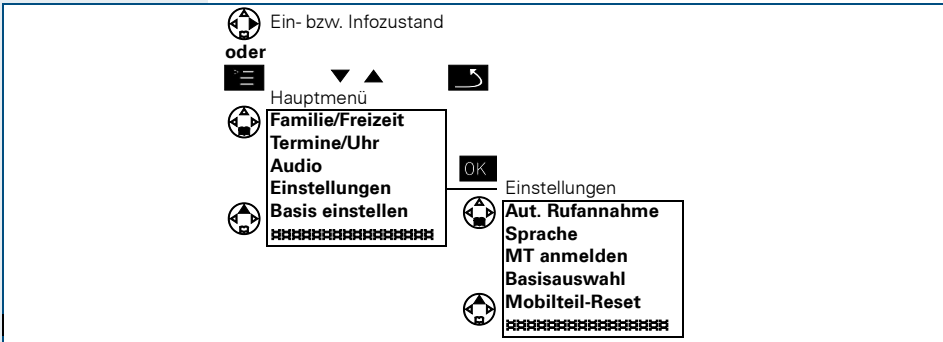 Ein- bzw. Infozustand
oder
Hauptmenü
Familie/Freizeit
Termine/Uhr
Audio
Einstellungen
Basis einstellen
OK
Einstellungen
Aut. Rufannahme
Sprache
MT anmelden
Basisauswahl
Mobilteil-Reset